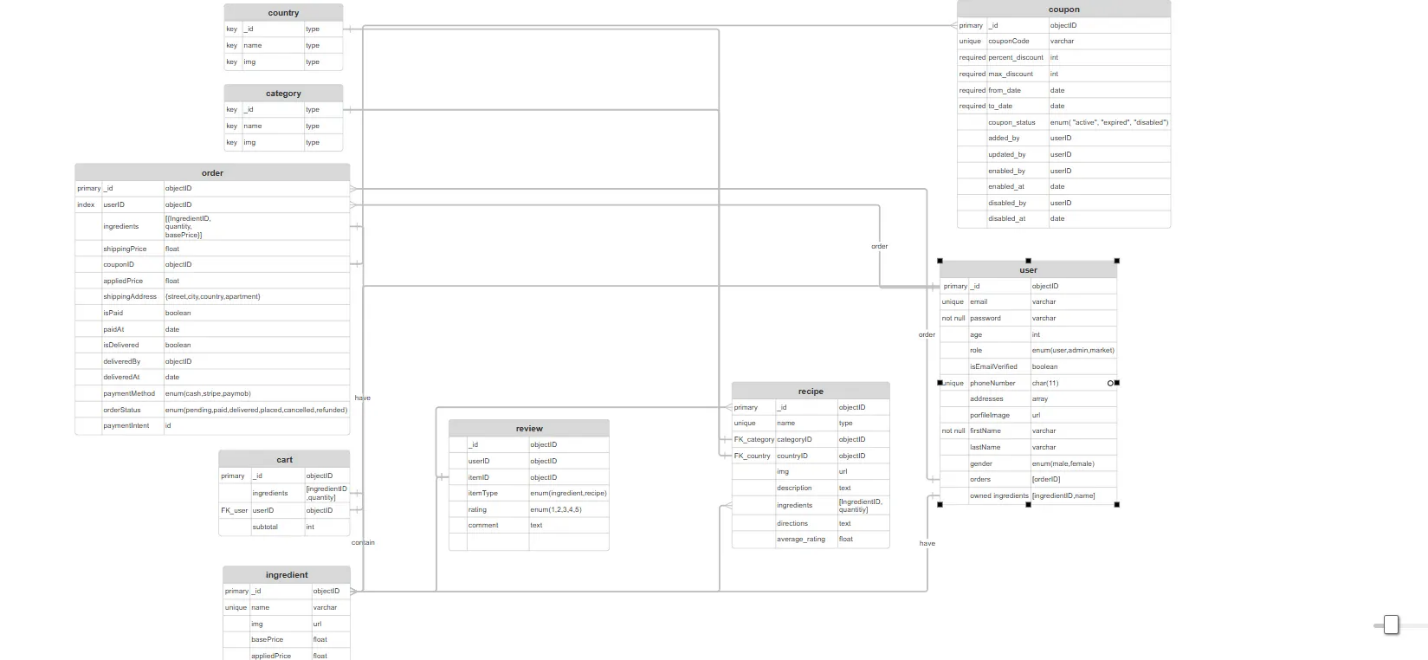 country
key _id type
key name type
key img type
category
key _id type
key name type
key img type
order
primary _id objectID
index userID objectID
ingredients [{IngredientID,
quantity,
basePrice}]
shippingPrice float
couponID objectID
appliedPrice float
shippingAddress {street,city,country,apartment}
isPaid boolean
paidAt date
isDelivered boolean
deliveredBy objectID
deliveredAt date
paymentMethod enum(cash,stripe,paymob)
orderStatus enum(pending,paid,delivered,placed,cancelled,refunded)
paymentIntent id
cart
primary _id objectID
ingredients [ingredientID
,quantity]
FK_user userID objectID
subtotal int
ingredient
primary _id objectID
unique name varchar
img url
basePrice float
appliedPrice float
have
contain
review
_id objectID
userID objectID
itemID objectID
itemType enum(ingredient,recipe)
rating enum(1,2,3,4,5)
comment text
recipe
primary _id objectID
unique name type
FK_category categoryID objectID
FK_country countryID objectID
img url
description text
ingredients [IngredientID,
quantitiy]
directions text
average_rating float
order
order
have
coupon
primary _id objectID
unique couponCode varchar
required percent_discount int
required max_discount int
required from_date date
required to_date date
coupon_status enum( "active", "expired", "disabled")
added_by userID
updated_by userID
enabled_by userID
enabled_at date
disabled_by userID
disabled_at date
user
primary _id objectID
unique email varchar
not null password varchar
age int
role enum(user,admin,market)
isEmailVerified boolean
unique phoneNumber char(11)
addresses array
porfileImage url
not null firstName varchar
lastName varchar
gender enum(male,female)
orders [orderID]
owned ingredients [ingredientID,name]